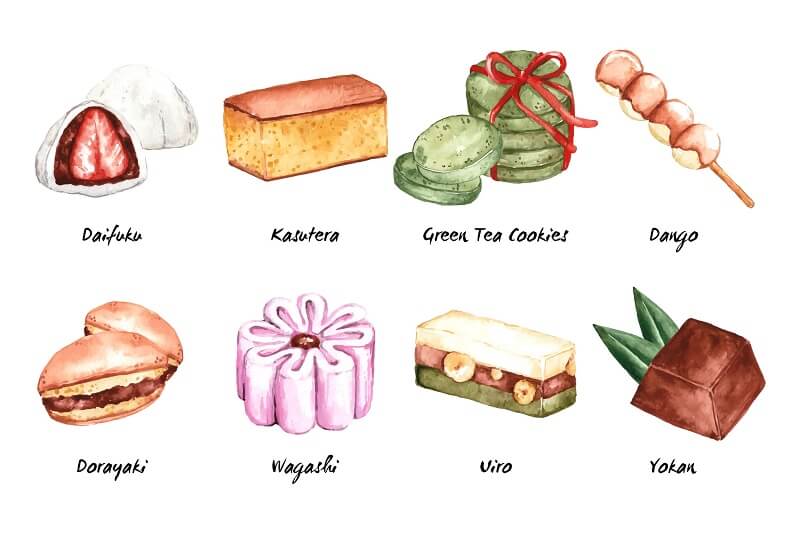 Daifuku
Kasutera
Green Tea Cookies
Dango
Dorayaki
Wagashi
Uiro
Yokan